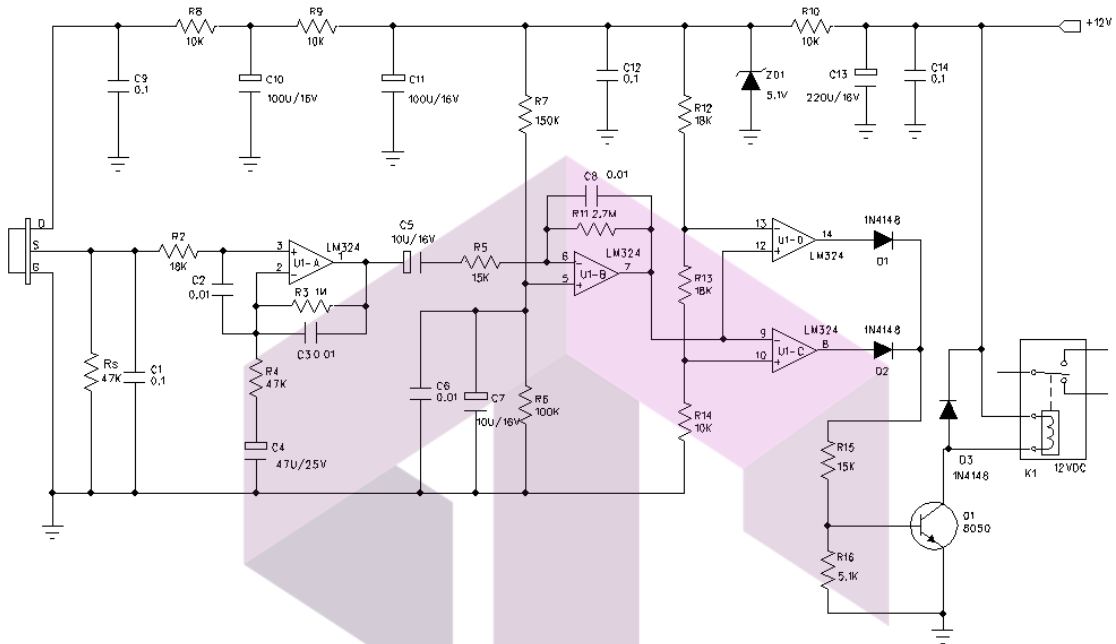 R8
10K
R9
10K
R10
10K
+12V
C9
0.1
C10
100U/16V
C11
100U/16V
C12
0.1
ZD1
5.1V
C13
220U/16V
C14
0.1
R7
150K
R12
18K
C8 0.01
R11 2.7M
D
S
G
R2
18K
3
+
2
-
U1-A
LM324
1
C5
10U/16V
R5
15K
6
-
5
+
U1-B
LM324
7
13
-
12
+
U1-D
14
LM324
1N4148
D1
C2
0.01
R3 1M
C3 0.01
R13
18K
9
-
10
+
U1-C
LM324
8
1N4148
D2
Rs
47K
C1
0.1
R4
47K
C6
0.01
C7
10U/16V
R6
100K
R14
10K
C4
47U/25V
R15
15K
D3
1N4148
K1
12VDC
Q1
8050
R16
5.1K